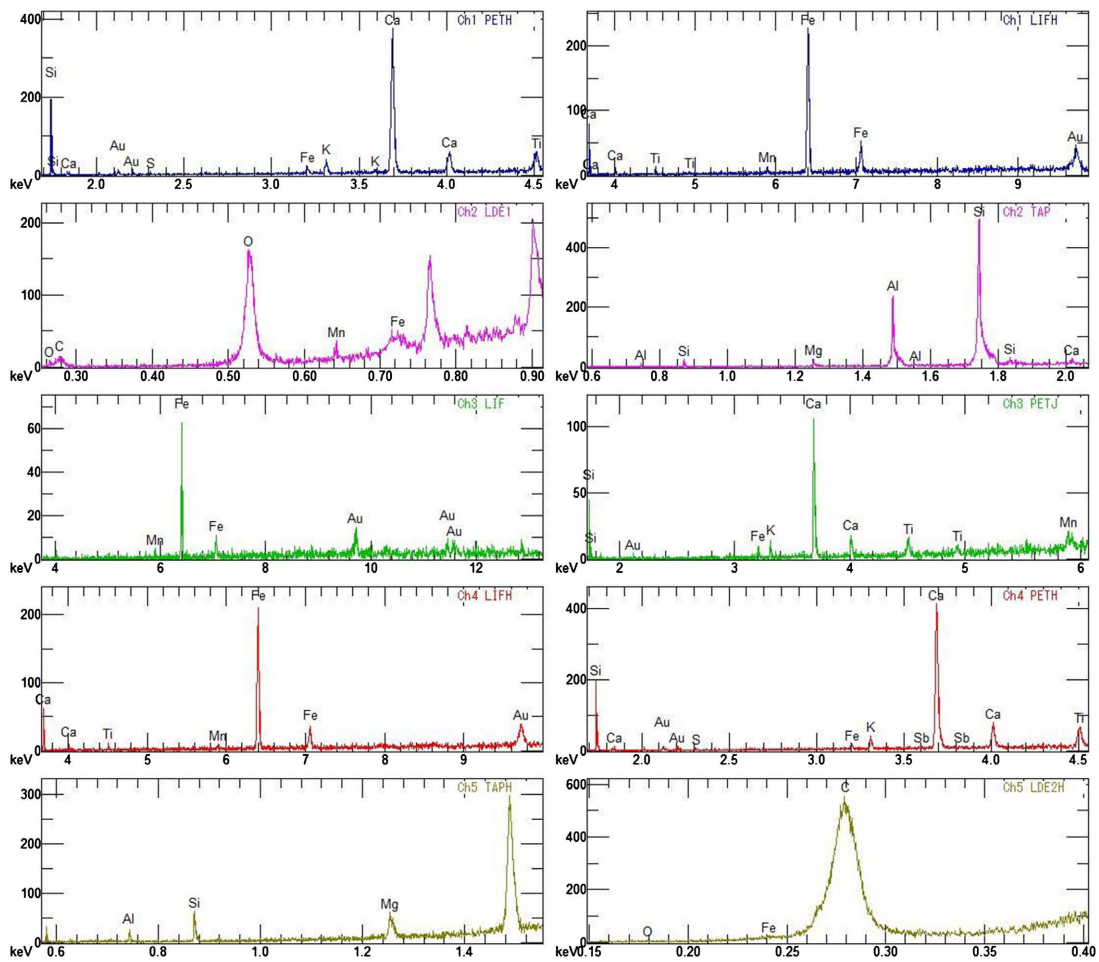 Ch1 PETH
400
200
0
keV
2.0
2.5
3.0
3.5
4.0
4.5
Si
Si
Ca
Au
Au
S
Fe
K
K
Ca
Ca
Ti
Ch1 LIFH
200
100
0
keV
4
5
6
7
8
9
Ca
Ca
Ca
Ti
Ti
Mn
Fe
Fe
Au
Ch2 LDE1
200
100
0
keV
0.30
0.40
0.50
0.60
0.70
0.80
0.90
O
C
O
Mn
Fe
Ch2 TAP
400
200
0
keV
0.6
0.8
1.0
1.2
1.4
1.6
1.8
2.0
Al
Si
Mg
Al
Al
Si
Si
Ca
Ch3 LIF
60
40
20
0
keV
4
6
8
10
12
Mn
Fe
Fe
Au
Au
Au
Ch3 PETJ
100
50
0
keV
2
3
4
5
6
Si
Si
Au
Fe
K
Ca
Ca
Ti
Ti
Mn
Ch4 LIFH
200
100
0
keV
4
5
6
7
8
9
Ca
Ca
Ti
Mn
Fe
Fe
Au
Ch4 PETH
400
200
0
keV
2.0
2.5
3.0
3.5
4.0
4.5
Si
Ca
Au
Au
S
Fe
K
Sb
Ca
Sb
Ca
Ti
Ch5 TAPH
300
200
100
0
keV
0.6
0.8
1.0
1.2
1.4
Al
Si
Mg
Ch5 LDE2H
600
400
200
0
keV
0.15
0.20
0.25
0.30
0.35
0.40
O
Fe
C